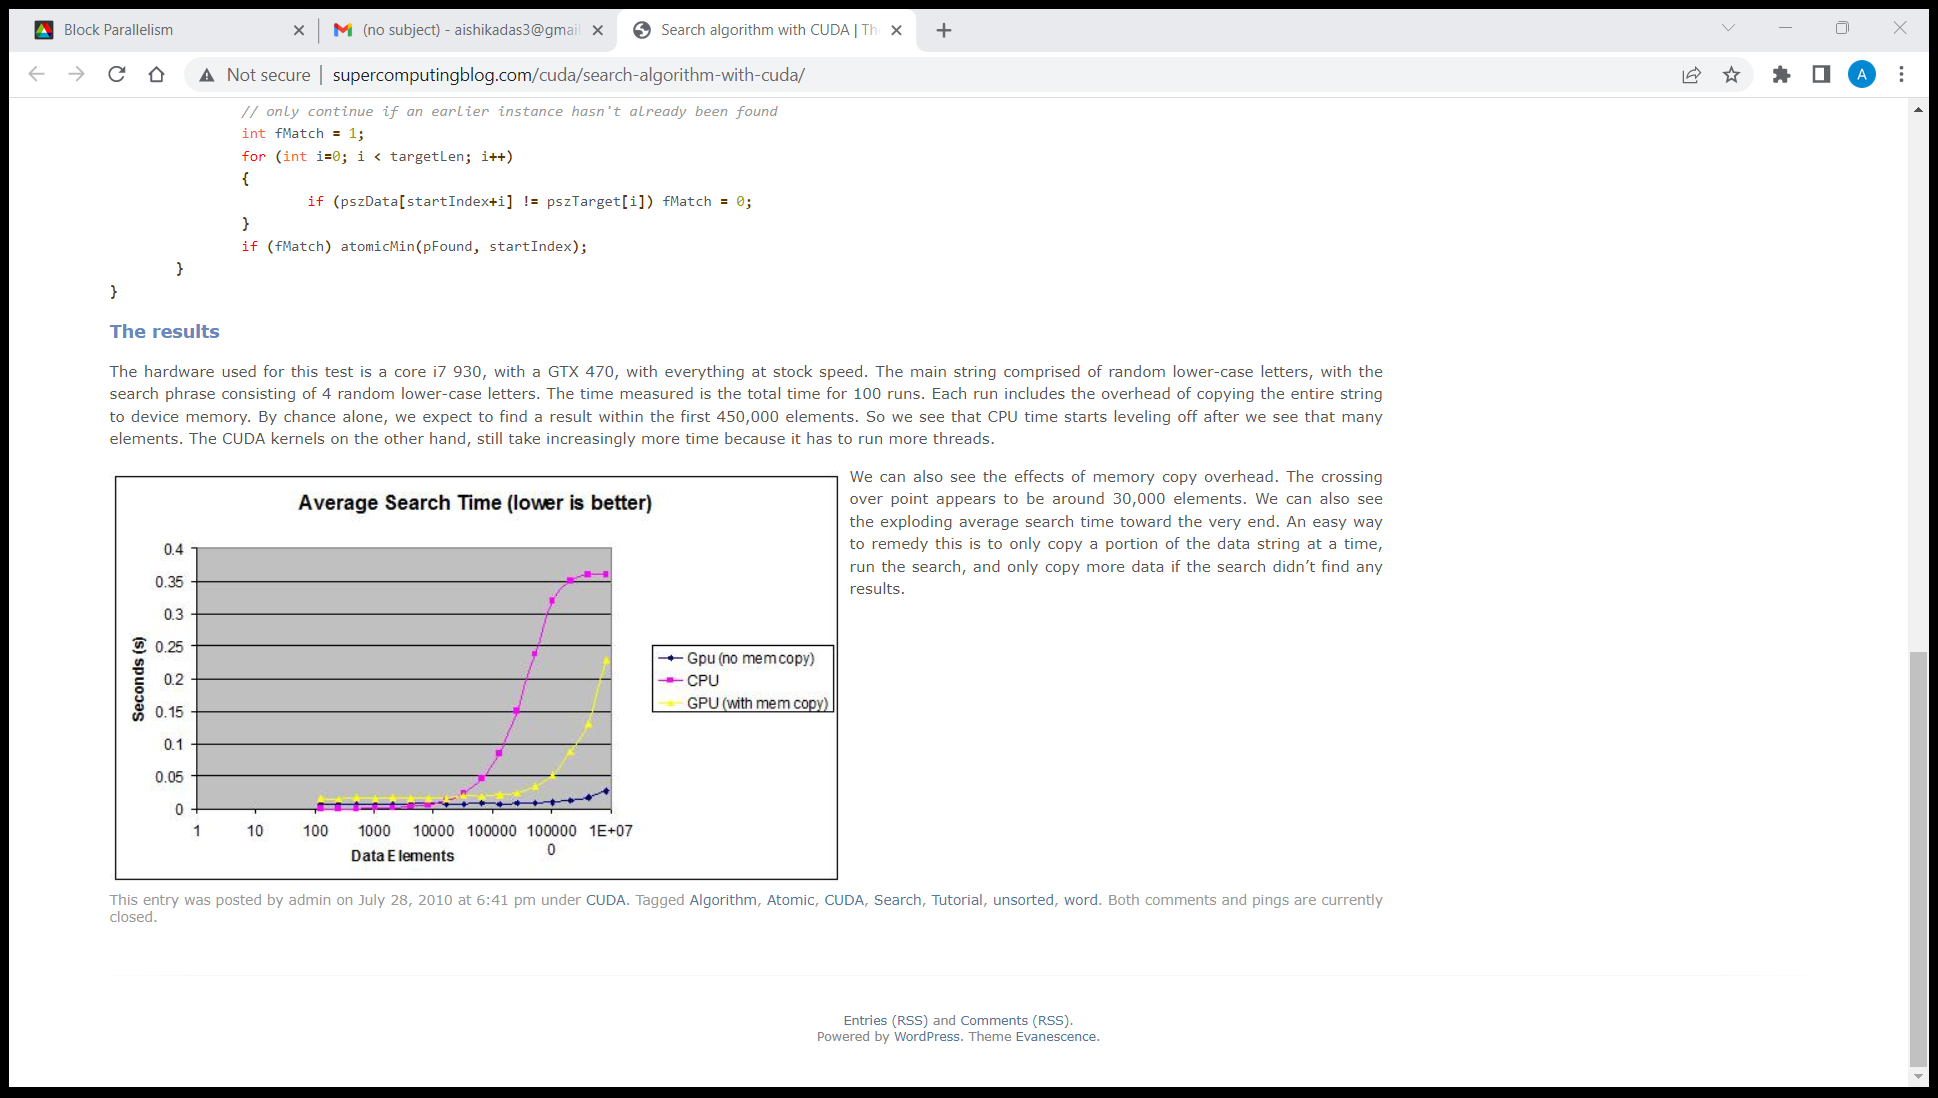 Block Parallelism
(no subject) - aishikadas3@gmail
Search algorithm with CUDA | Th
Not secure | supercomputingblog.com/cuda/search-algorithm-with-cuda/
A
// only continue if an earlier instance hasn't already been found
int fMatch = 1;
for (int i=0; i < targetLen; i++)
{
if (pszData[startIndex+i] != pszTarget[i]) fMatch = 0;
}
if (fMatch) atomicMin(pFound, startIndex);
}
}
The results
The hardware used for this test is a core i7 930, with a GTX 470, with everything at stock speed. The main string comprised of random lower-case letters, with the
search phrase consisting of 4 random lower-case letters. The time measured is the total time for 100 runs. Each run includes the overhead of copying the entire string
to device memory. By chance alone, we expect to find a result within the first 450,000 elements. So we see that CPU time starts leveling off after we see that many
elements. The CUDA kernels on the other hand, still take increasingly more time because it has to run more threads.
We can also see the effects of memory copy overhead. The crossing
over point appears to be around 30,000 elements. We can also see
the exploding average search time toward the very end. An easy way
to remedy this is to only copy a portion of the data string at a time,
run the search, and only copy more data if the search didn’t find any
results.
Average Search Time (lower is better)
Seconds (s)
0.4
0.35
0.3
0.25
0.2
0.15
0.1
0.05
0
1 10 100 1000 10000 100000 100000 1E+07
0
Data Elements
Gpu (no mem copy)
CPU
GPU (with mem copy)
This entry was posted by admin on July 28, 2010 at 6:41 pm under CUDA. Tagged Algorithm, Atomic, CUDA, Search, Tutorial, unsorted, word. Both comments and pings are currently
closed.
Entries (RSS) and Comments (RSS).
Powered by WordPress. Theme Evanescence.